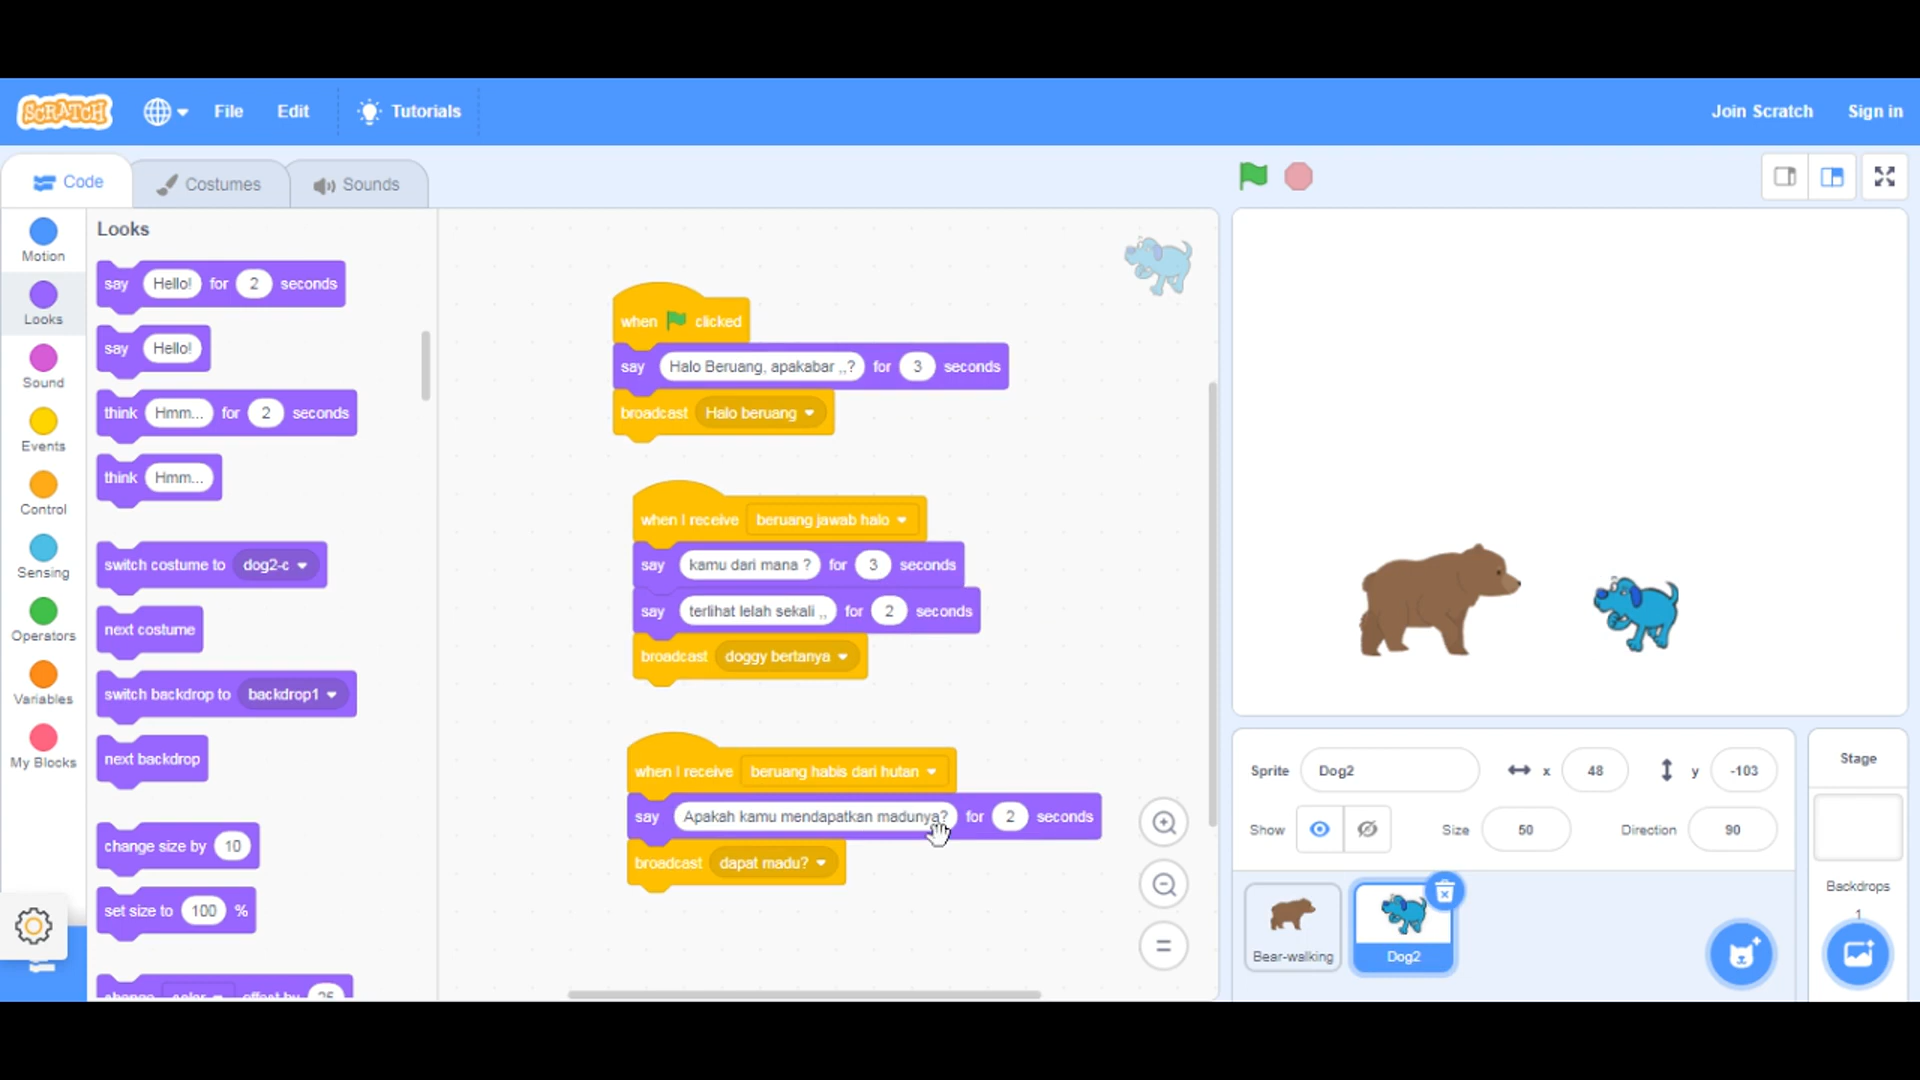 SCRATCH File Edit Tutorials Join Scratch Sign in
Code Costumes Sounds
Motion
Looks
Sound
Events
Control
Sensing
Operators
Variables
My Blocks
Looks
say Hello! for 2 seconds
say Hello!
think Hmm... for 2 seconds
think Hmm...
switch costume to dog2-c
next costume
switch backdrop to backdrop1
next backdrop
change size by 10
set size to 100 %
change color effect by 25
when clicked
say Halo Beruang, apakabar ,,? for 3 seconds
broadcast Halo beruang
when I receive beruang jawab halo
say kamu dari mana ? for 3 seconds
say terlihat lelah sekali ,, for 2 seconds
broadcast doggy bertanya
when I receive beruang habis dari hutan
say Apakah kamu mendapatkan madunya? for 2 seconds
broadcast dapat madu?
Sprite Dog2 x 48 y -103
Show Size 50 Direction 90
Bear-walking
Dog2
Stage
Backdrops
1